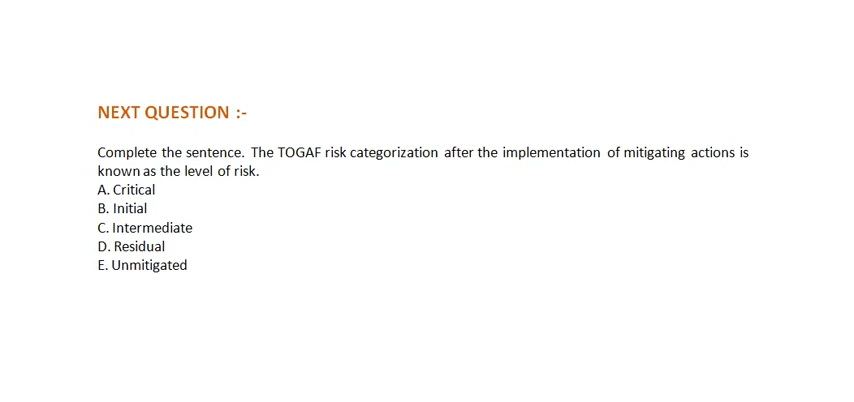 NEXT QUESTION :-
Complete the sentence. The TOGAF risk categorization after the implementation of mitigating actions is
known as the level of risk.
A. Critical
B. Initial
C. Intermediate
D. Residual
E. Unmitigated